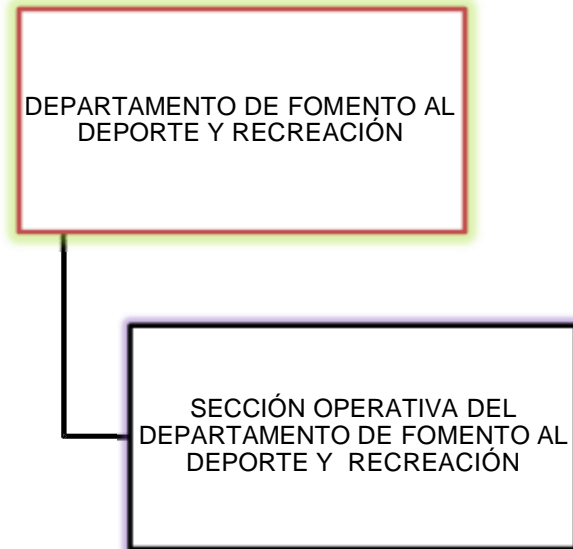 DEPARTAMENTO DE FOMENTO AL
DEPORTE Y RECREACIÓN
SECCIÓN OPERATIVA DEL
DEPARTAMENTO DE FOMENTO AL
DEPORTE Y  RECREACIÓN